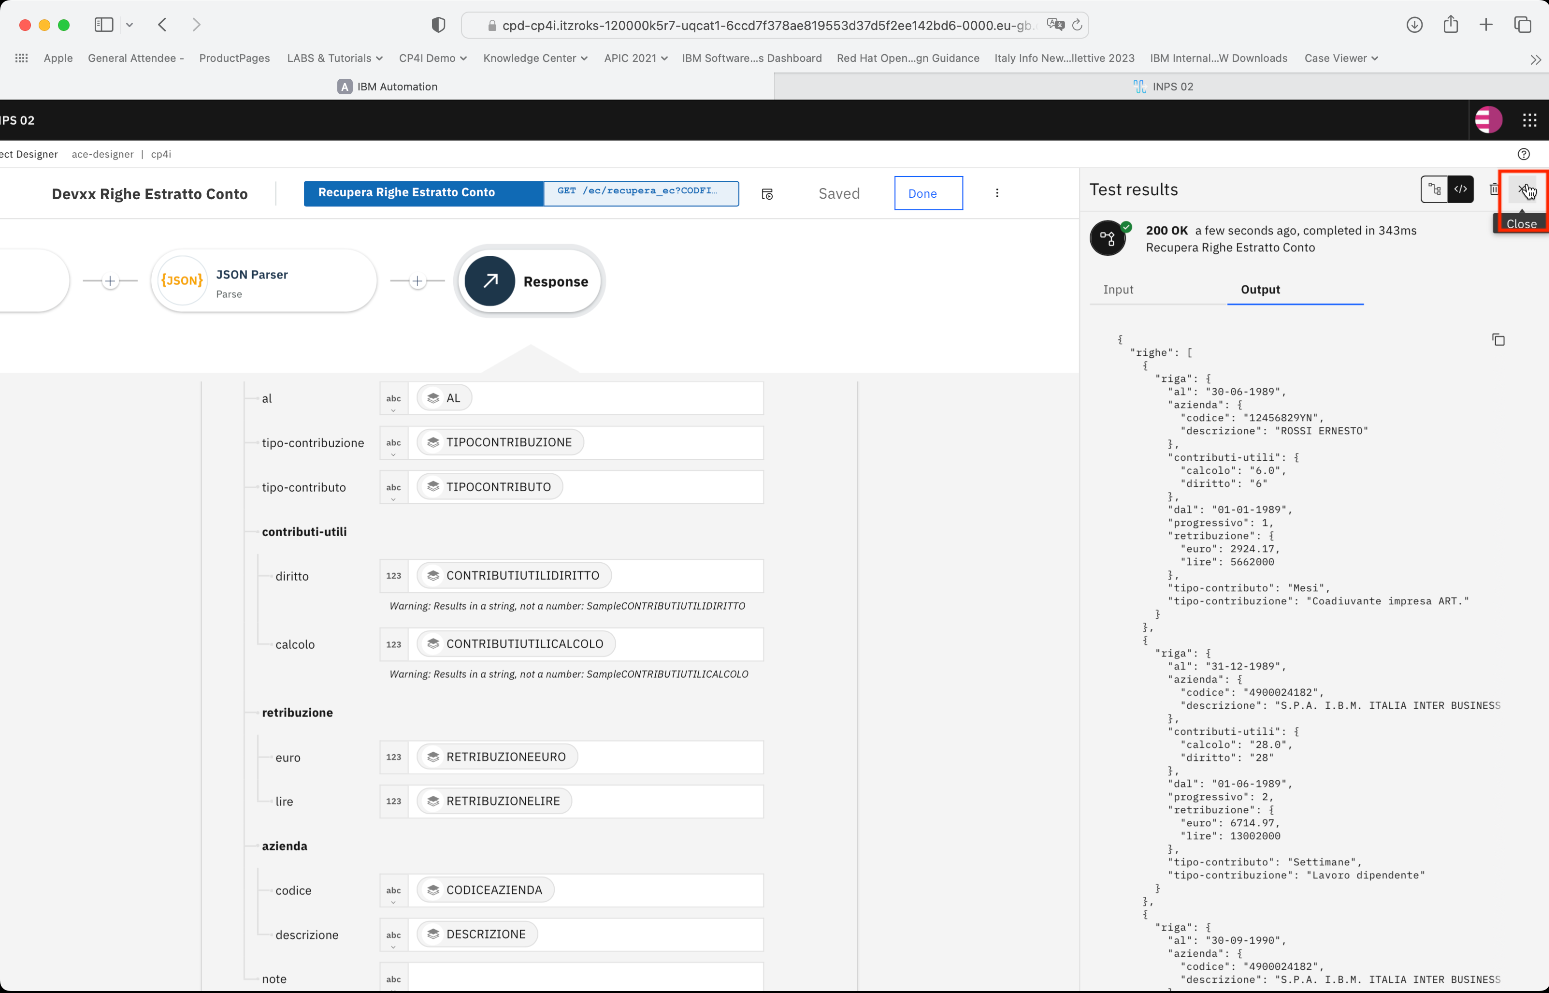 cpd-cp4i.itzroks-120000k5r7-uqcat1-6ccd7f378ae819553d37d5f2ee142bd6-0000.eu-gb.
Apple General Attendee - ProductPages LABS & Tutorials CP4I Demo Knowledge Center APIC 2021 IBM Software...s Dashboard Red Hat Open...gn Guidance Italy Info New...llettive 2023 IBM Internal...W Downloads Case Viewer
A IBM Automation
INPS 02
IPS 02
ect Designer ace-designer | cp4i
Devxx Righe Estratto Conto
Recupera Righe Estratto Conto
GET /ec/recupera_ec?CODFI…
Saved
Done
Test results
</>
Close
200 OK a few seconds ago, completed in 343ms
Recupera Righe Estratto Conto
{JSON}
JSON Parser
Parse
Response
Input
Output
al abc AL
tipo-contribuzione abc TIPOCONTRIBUZIONE
tipo-contributo abc TIPOCONTRIBUTO
contributi-utili
diritto 123 CONTRIBUTIUTILIDIRITTO
Warning: Results in a string, not a number: SampleCONTRIBUTIUTILIDIRITTO
calcolo 123 CONTRIBUTIUTILICALCOLO
Warning: Results in a string, not a number: SampleCONTRIBUTIUTILICALCOLO
retribuzione
euro 123 RETRIBUZIONEEURO
lire 123 RETRIBUZIONELIRE
azienda
codice abc CODICEAZIENDA
descrizione abc DESCRIZIONE
note abc
{
"righe": [
{
"riga": {
"al": "30-06-1989",
"azienda": {
"codice": "12456829YN",
"descrizione": "ROSSI ERNESTO"
},
"contributi-utili": {
"calcolo": "6.0",
"diritto": "6"
},
"dal": "01-01-1989",
"progressivo": 1,
"retribuzione": {
"euro": 2924.17,
"lire": 5662000
},
"tipo-contributo": "Mesi",
"tipo-contribuzione": "Coadiuvante impresa ART."
}
},
{
"riga": {
"al": "31-12-1989",
"azienda": {
"codice": "4900024182",
"descrizione": "S.P.A. I.B.M. ITALIA INTER BUSINESS
},
"contributi-utili": {
"calcolo": "28.0",
"diritto": "28"
},
"dal": "01-06-1989",
"progressivo": 2,
"retribuzione": {
"euro": 6714.97,
"lire": 13002000
},
"tipo-contributo": "Settimane",
"tipo-contribuzione": "Lavoro dipendente"
}
},
{
"riga": {
"al": "30-09-1990",
"azienda": {
"codice": "4900024182",
"descrizione": "S.P.A. I.B.M. ITALIA INTER BUSINESS